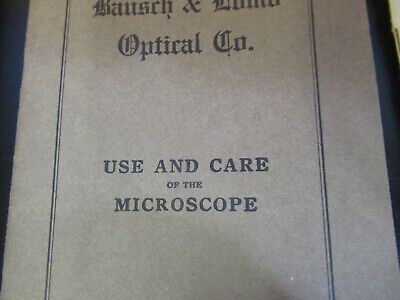 Bausch & Lomb
Optical Co.
USE AND CARE
OF THE
MICROSCOPE